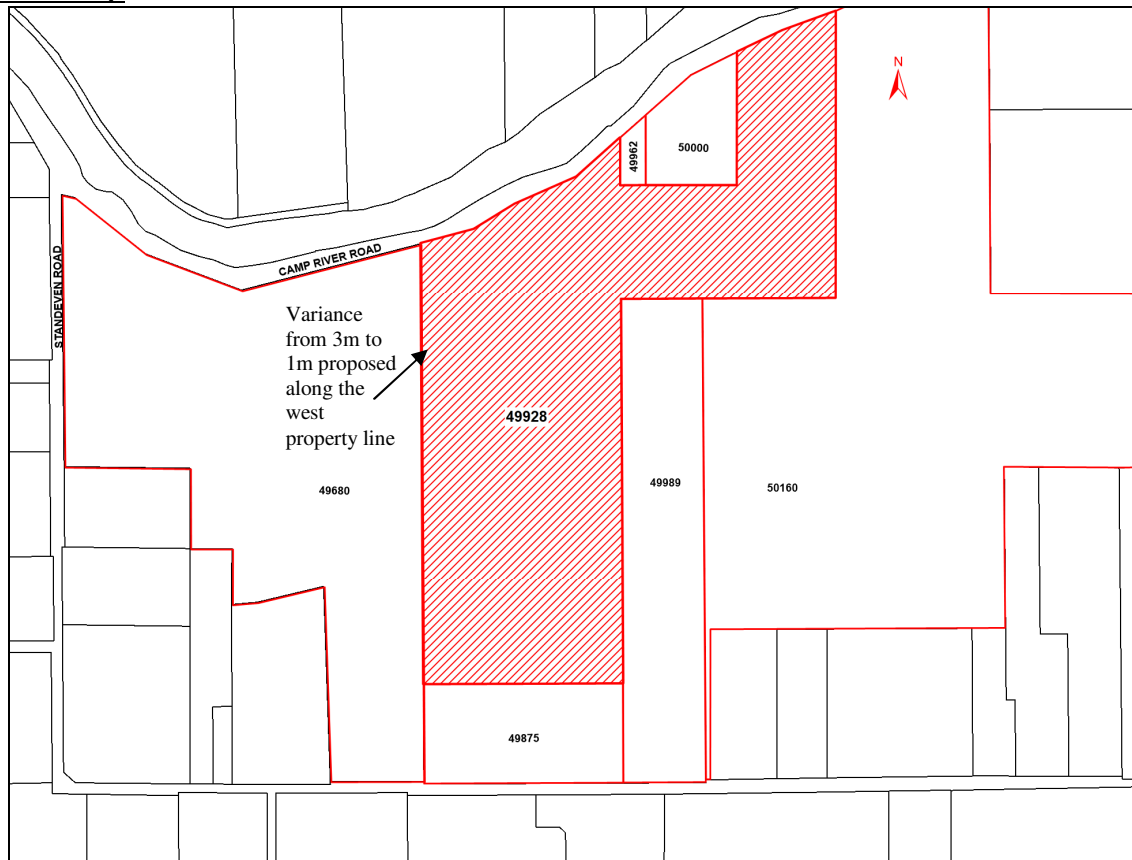 N
50000
49962
CAMP RIVER ROAD
STANDEVEN ROAD
Variance
from 3m to
1m proposed
along the
west
property line
49928
49680
49989
50160
49875